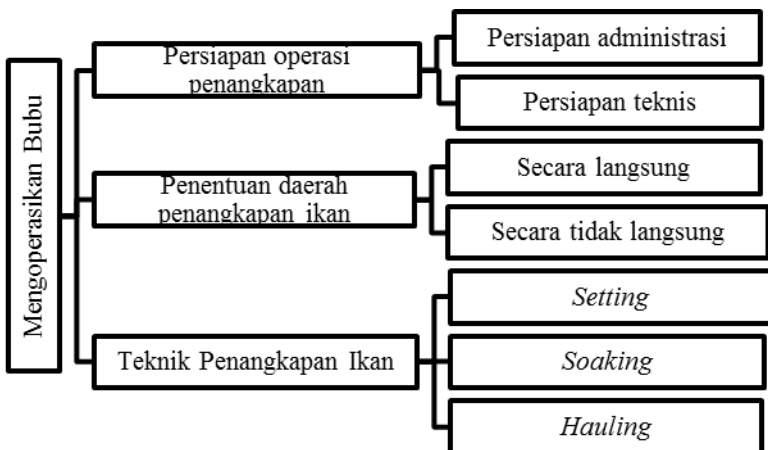 Mengoperasikan Bubu
Persiapan operasi
penangkapan
Persiapan administrasi
Persiapan teknis
Penentuan daerah
penangkapan ikan
Secara langsung
Secara tidak langsung
Teknik Penangkapan Ikan
Setting
Soaking
Hauling